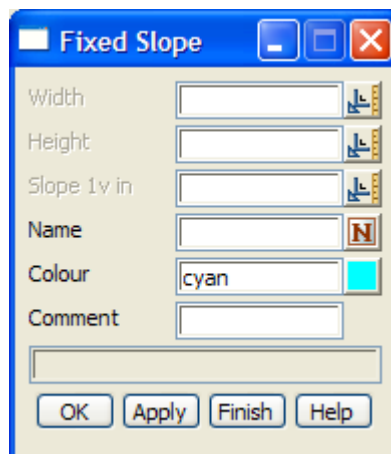 Fixed Slope
Width
Height
Slope 1v in
Name N
Colour cyan
Comment
OK Apply Finish Help